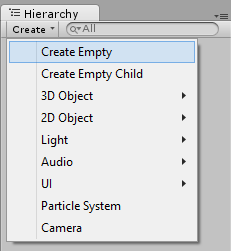 Hierarchy
Create All
Create Empty
Create Empty Child
3D Object
2D Object
Light
Audio
UI
Particle System
Camera